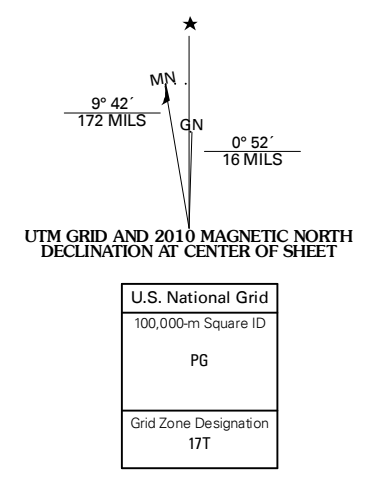 ★
MN
9° 42´
172 MILS
GN
0° 52´
16 MILS
UTM GRID AND 2010 MAGNETIC NORTH
DECLINATION AT CENTER OF SHEET
U.S. National Grid
100,000-m Square ID
PG
Grid Zone Designation
17T